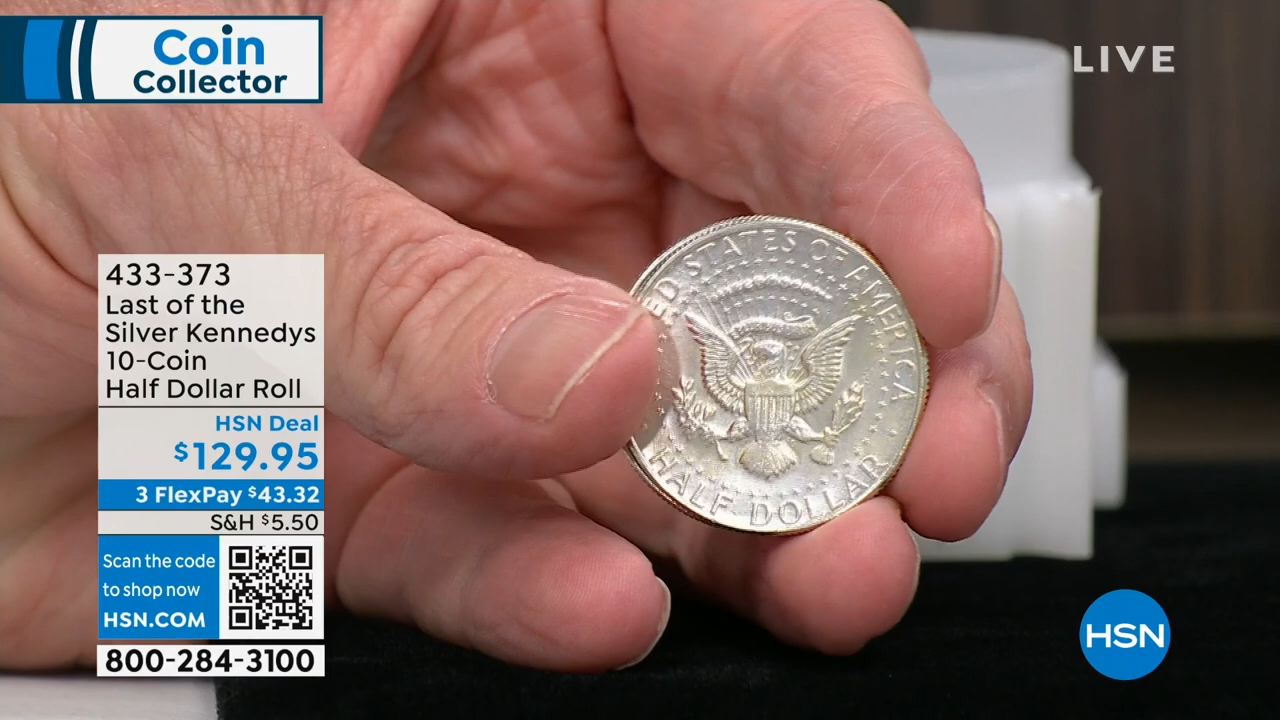 Coin
Collector
LIVE
433-373
Last of the
Silver Kennedys
10-Coin
Half Dollar Roll
HSN Deal
$129.95
3 FlexPay $43.32
S&H $5.50
Scan the code
to shop now
HSN.COM
800-284-3100
STATES OF AMERICA
HALF DOLLAR
HSN